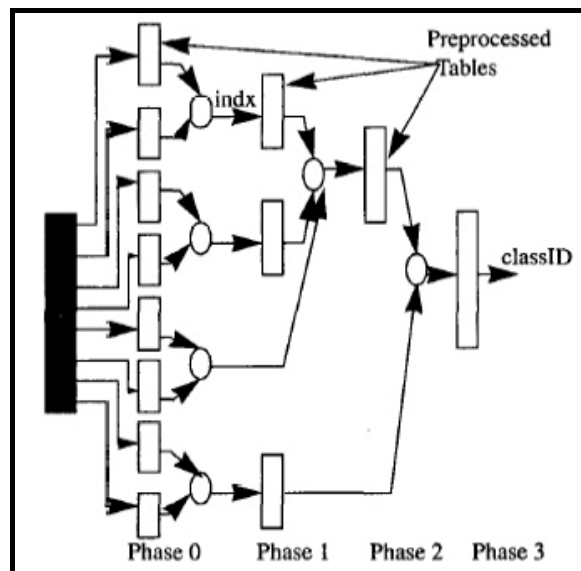 Preprocessed
Tables
indx
classID
Phase 0 Phase 1 Phase 2 Phase 3